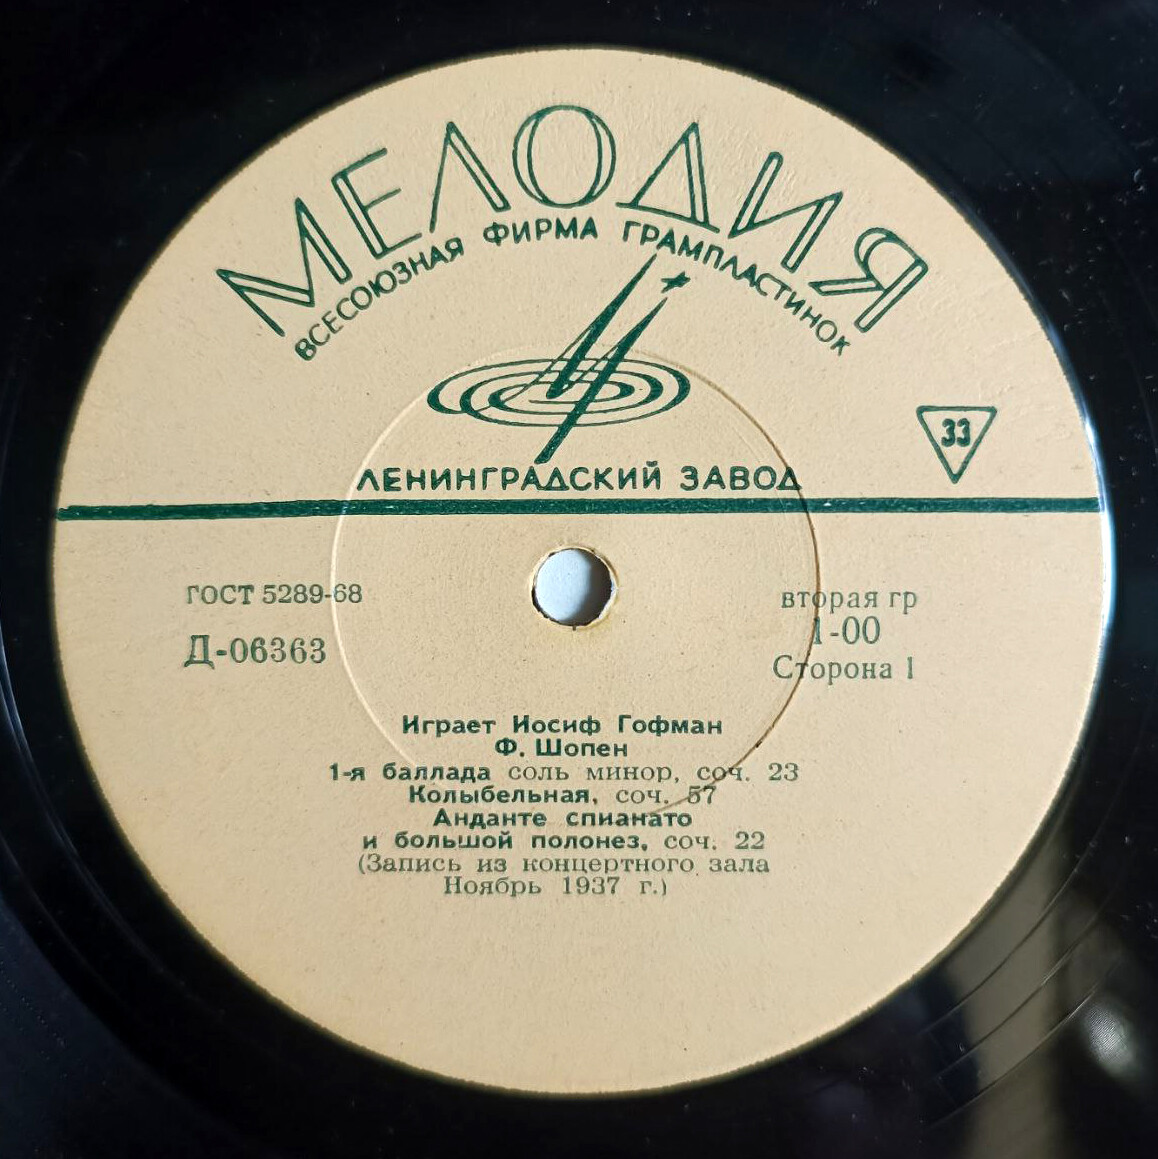 МЕЛОДИЯ
ВСЕСОЮЗНАЯ ФИРМА ГРАМПЛАСТИНОК
33
ЛЕНИНГРАДСКИЙ ЗАВОД
ГОСТ 5289-68
Д-06363
вторая гр
1-00
Сторона 1
Играет Иосиф Гофман
Ф. Шопен
1-я баллада соль минор, соч. 23
Колыбельная, соч. 57
Анданте спианато
и большой полонез, соч. 22
(Запись из концертного зала
Ноябрь 1937 г.)